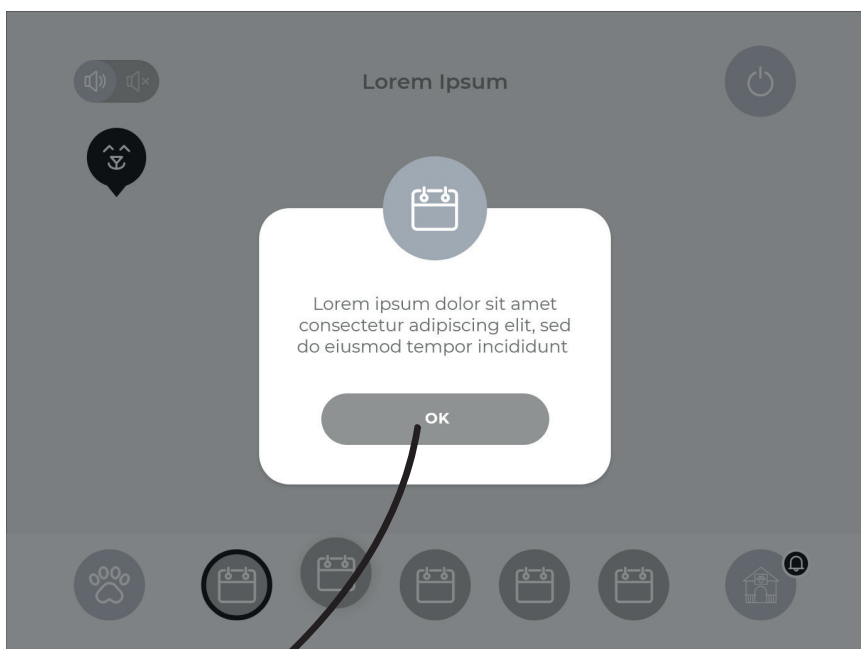 Lorem Ipsum
Lorem ipsum dolor sit amet
consectetur adipiscing elit, sed
do eiusmod tempor incididunt
OK